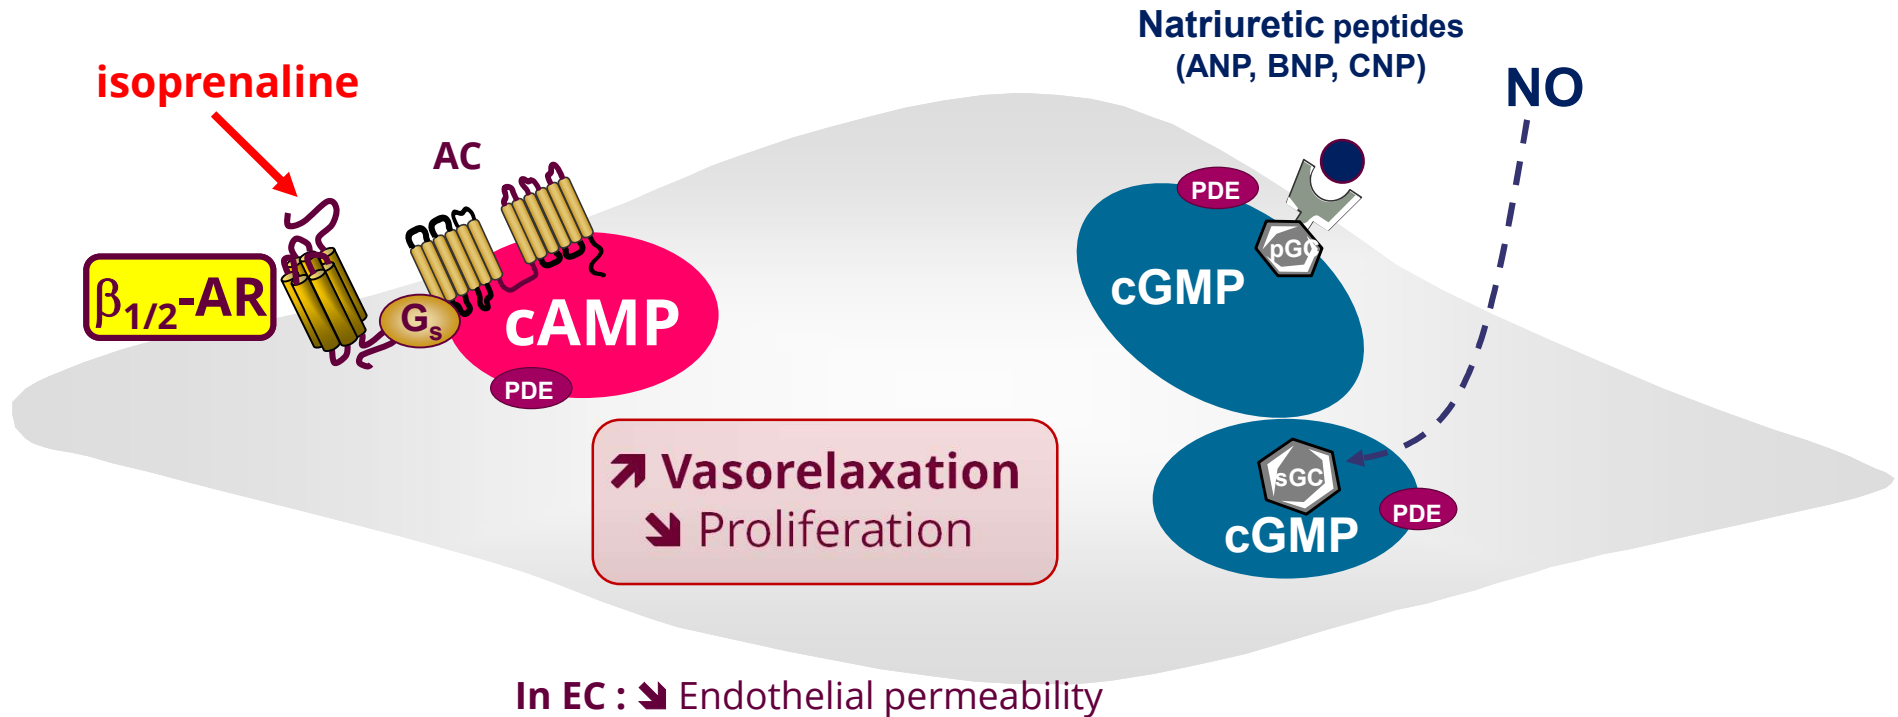 Natriuretic peptides
(ANP, BNP, CNP)
NO
isoprenaline
AC
PDE
pGC
β1/2-AR
Gs
cAMP
cGMP
PDE
↗ Vasorelaxation
↘ Proliferation
sGC
cGMP
PDE
In EC : ↘ Endothelial permeability